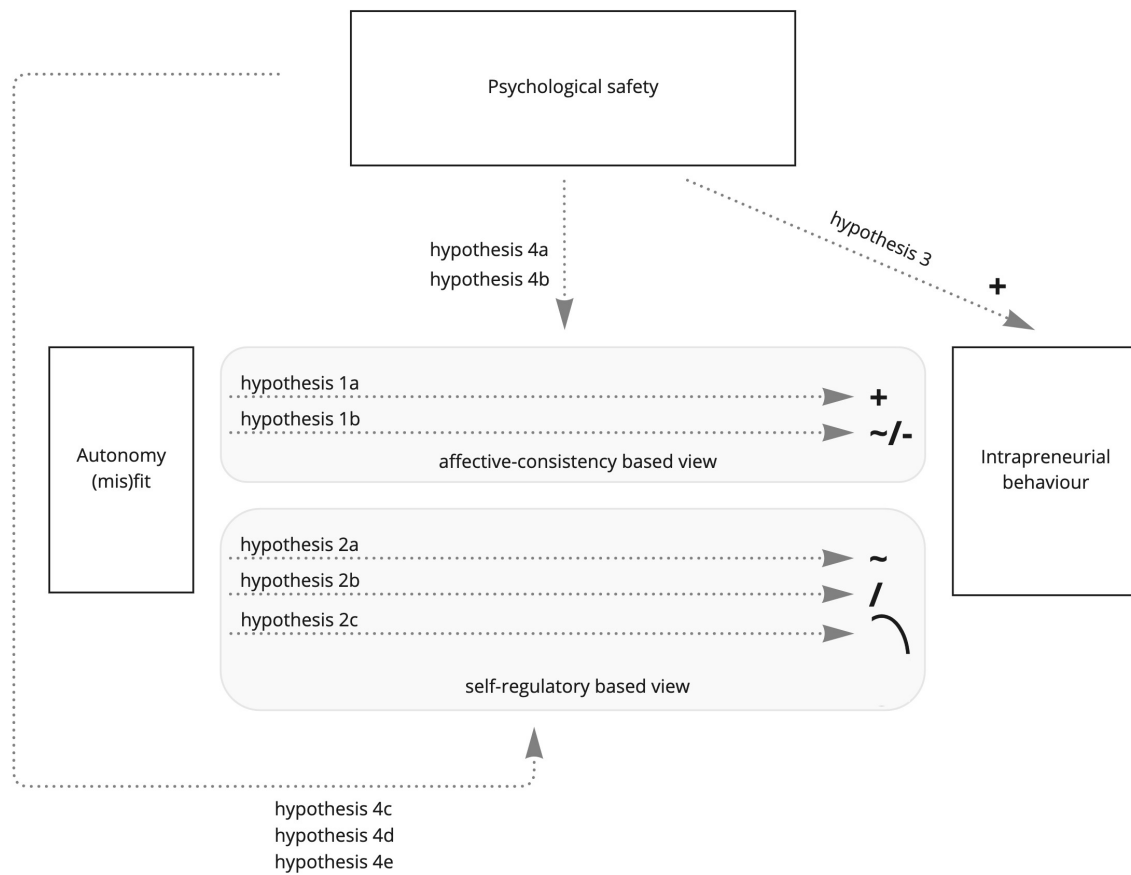 Psychological safety
hypothesis 3
+
hypothesis 4a
hypothesis 4b
Autonomy
(mis)fit
hypothesis 1a
+
hypothesis 1b
~/-
affective-consistency based view
Intrapreneurial
behaviour
hypothesis 2a
~
hypothesis 2b
/
hypothesis 2c
self-regulatory based view
hypothesis 4c
hypothesis 4d
hypothesis 4e